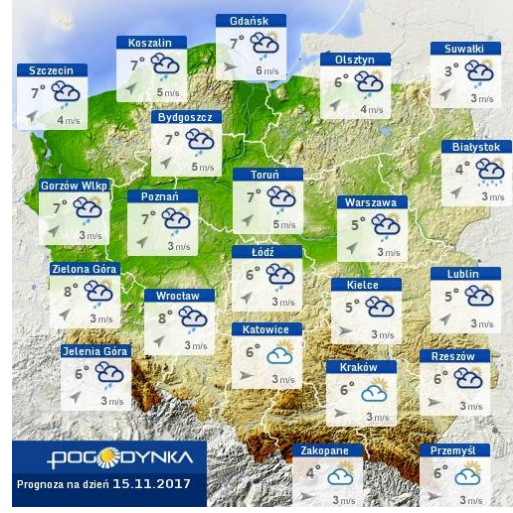 Gdańsk
7°
6 m/s
Koszalin
7°
5 m/s
Suwałki
3°
3 m/s
Olsztyn
6°
4 m/s
Szczecin
7°
4 m/s
Bydgoszcz
7°
5 m/s
Białystok
4°
3 m/s
Toruń
7°
5 m/s
Gorzów Wlkp.
7°
3 m/s
Poznań
7°
3 m/s
Warszawa
5°
3 m/s
Łódź
6°
3 m/s
Zielona Góra
8°
3 m/s
Lublin
5°
3 m/s
Kielce
5°
3 m/s
Wrocław
8°
3 m/s
Katowice
6°
3 m/s
Jelenia Góra
6°
3 m/s
Rzeszów
6°
3 m/s
Kraków
6°
3 m/s
Zakopane
4°
3 m/s
Przemyśl
6°
3 m/s
POGODYNKA
Prognoza na dzień 15.11.2017